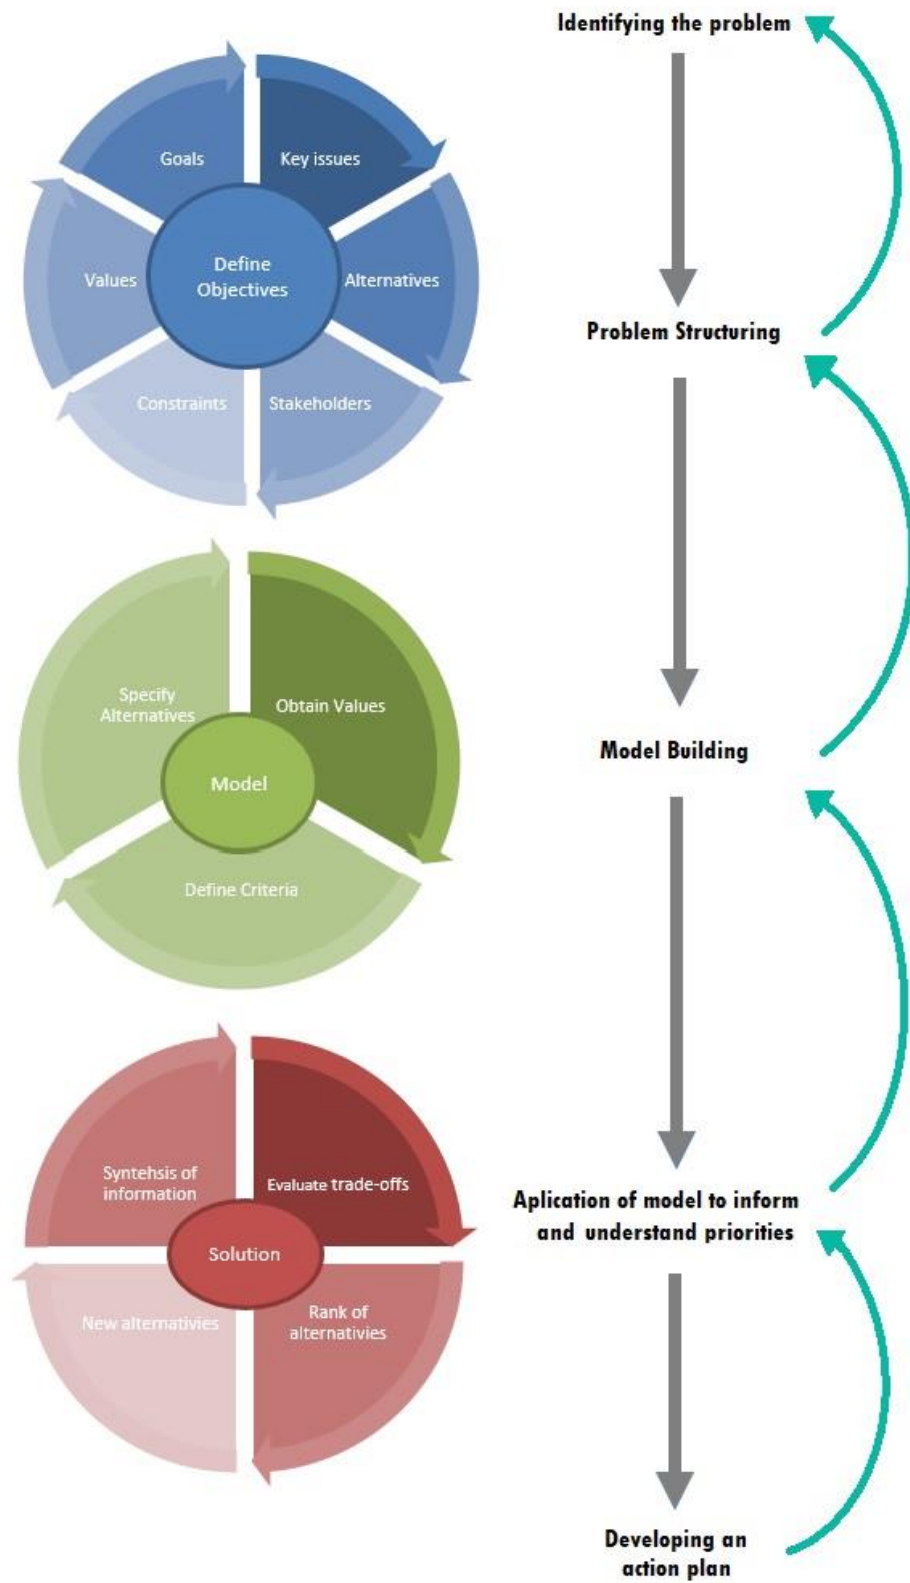 Identifying the problem
Goals
Key issues
Define
Objectives
Values
Alternatives
Constraints
Stakeholders
Problem Structuring
Specify
Alternatives
Obtain Values
Model
Define Criteria
Model Building
Syntehsis of
information
Evaluate trade-offs
Solution
New alternativies
Rank of
alternativies
Aplication of model to inform
and understand priorities
Developing an
action plan